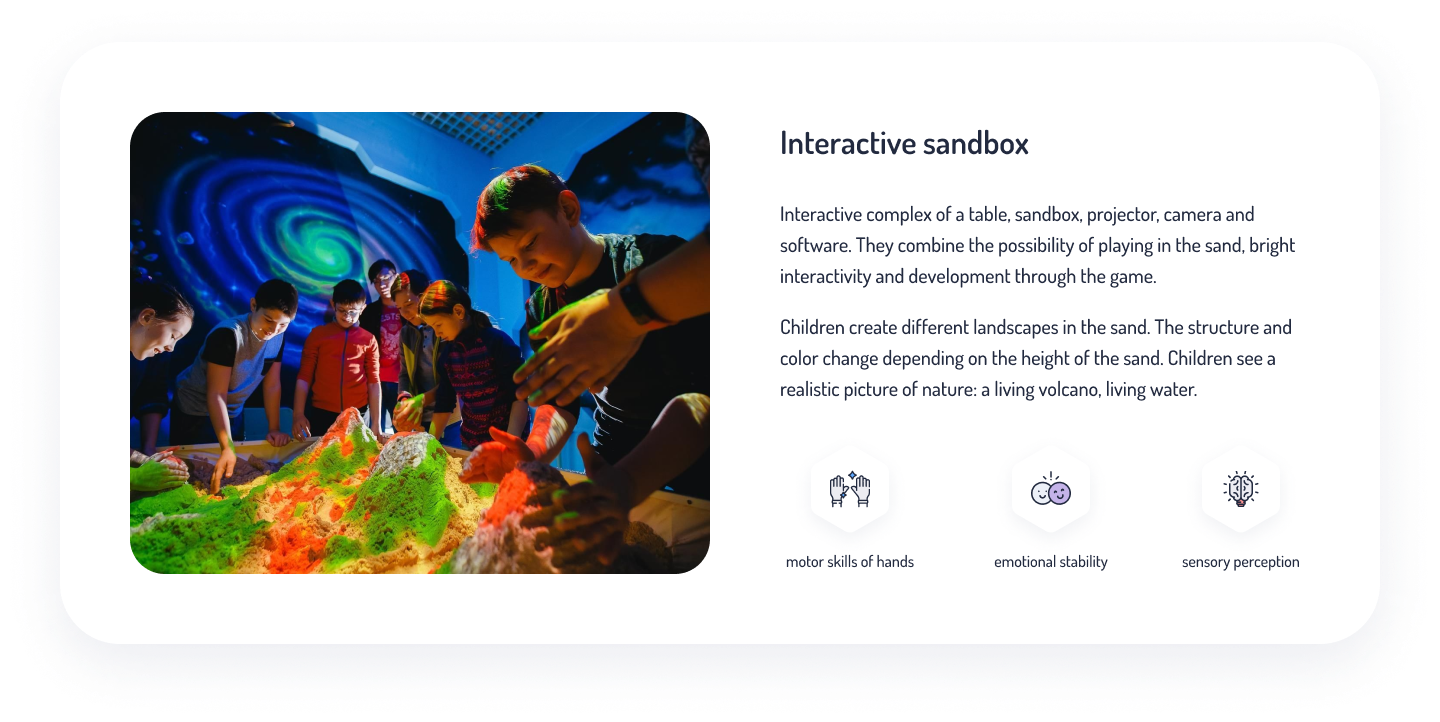 Interactive sandbox
Interactive complex of a table, sandbox, projector, camera and
software. They combine the possibility of playing in the sand, bright
interactivity and development through the game.
Children create different landscapes in the sand. The structure and
color change depending on the height of the sand. Children see a
realistic picture of nature: a living volcano, living water.
motor skills of hands
emotional stability
sensory perception